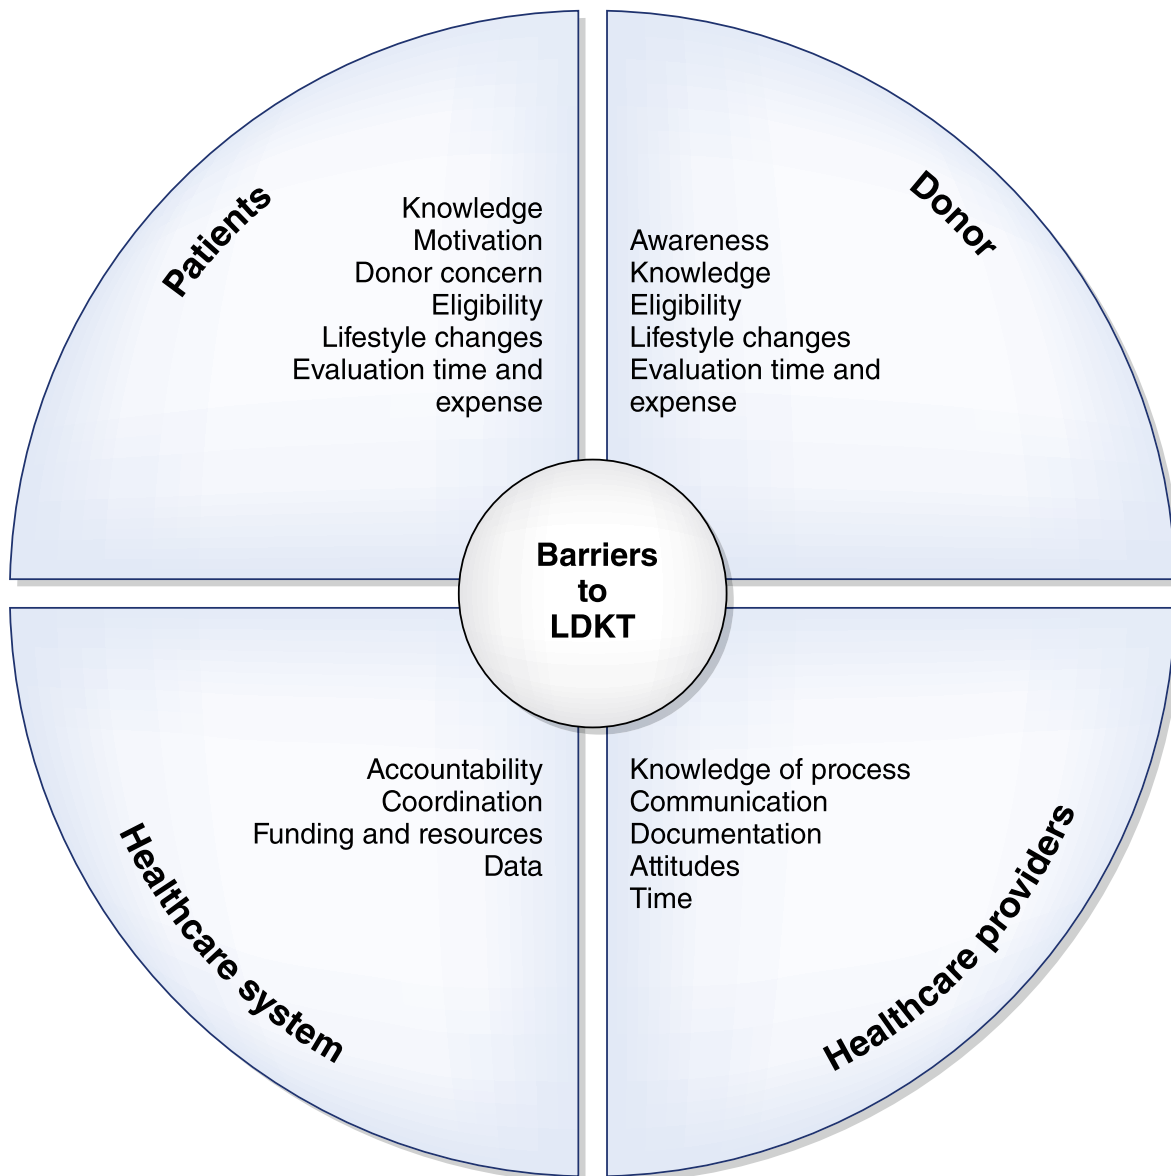 Patients
Knowledge
Motivation
Donor concern
Eligibility
Lifestyle changes
Evaluation time and
expense
Donor
Awareness
Knowledge
Eligibility
Lifestyle changes
Evaluation time and
expense
Barriers
to
LDKT
Healthcare system
Accountability
Coordination
Funding and resources
Data
Healthcare providers
Knowledge of process
Communication
Documentation
Attitudes
Time